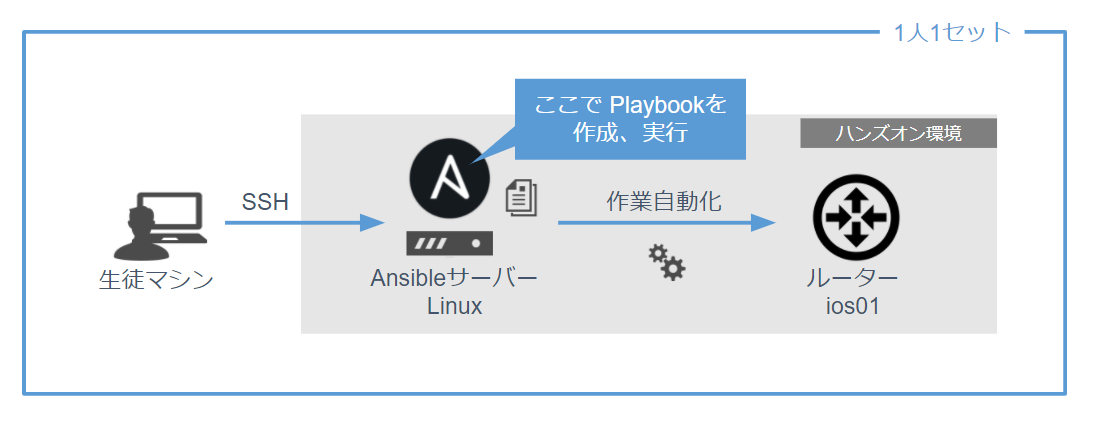 1人1セット
ここで Playbookを
作成、実行
ハンズオン環境
SSH
作業自動化
生徒マシン
Ansibleサーバー
Linux
ルーター
ios01